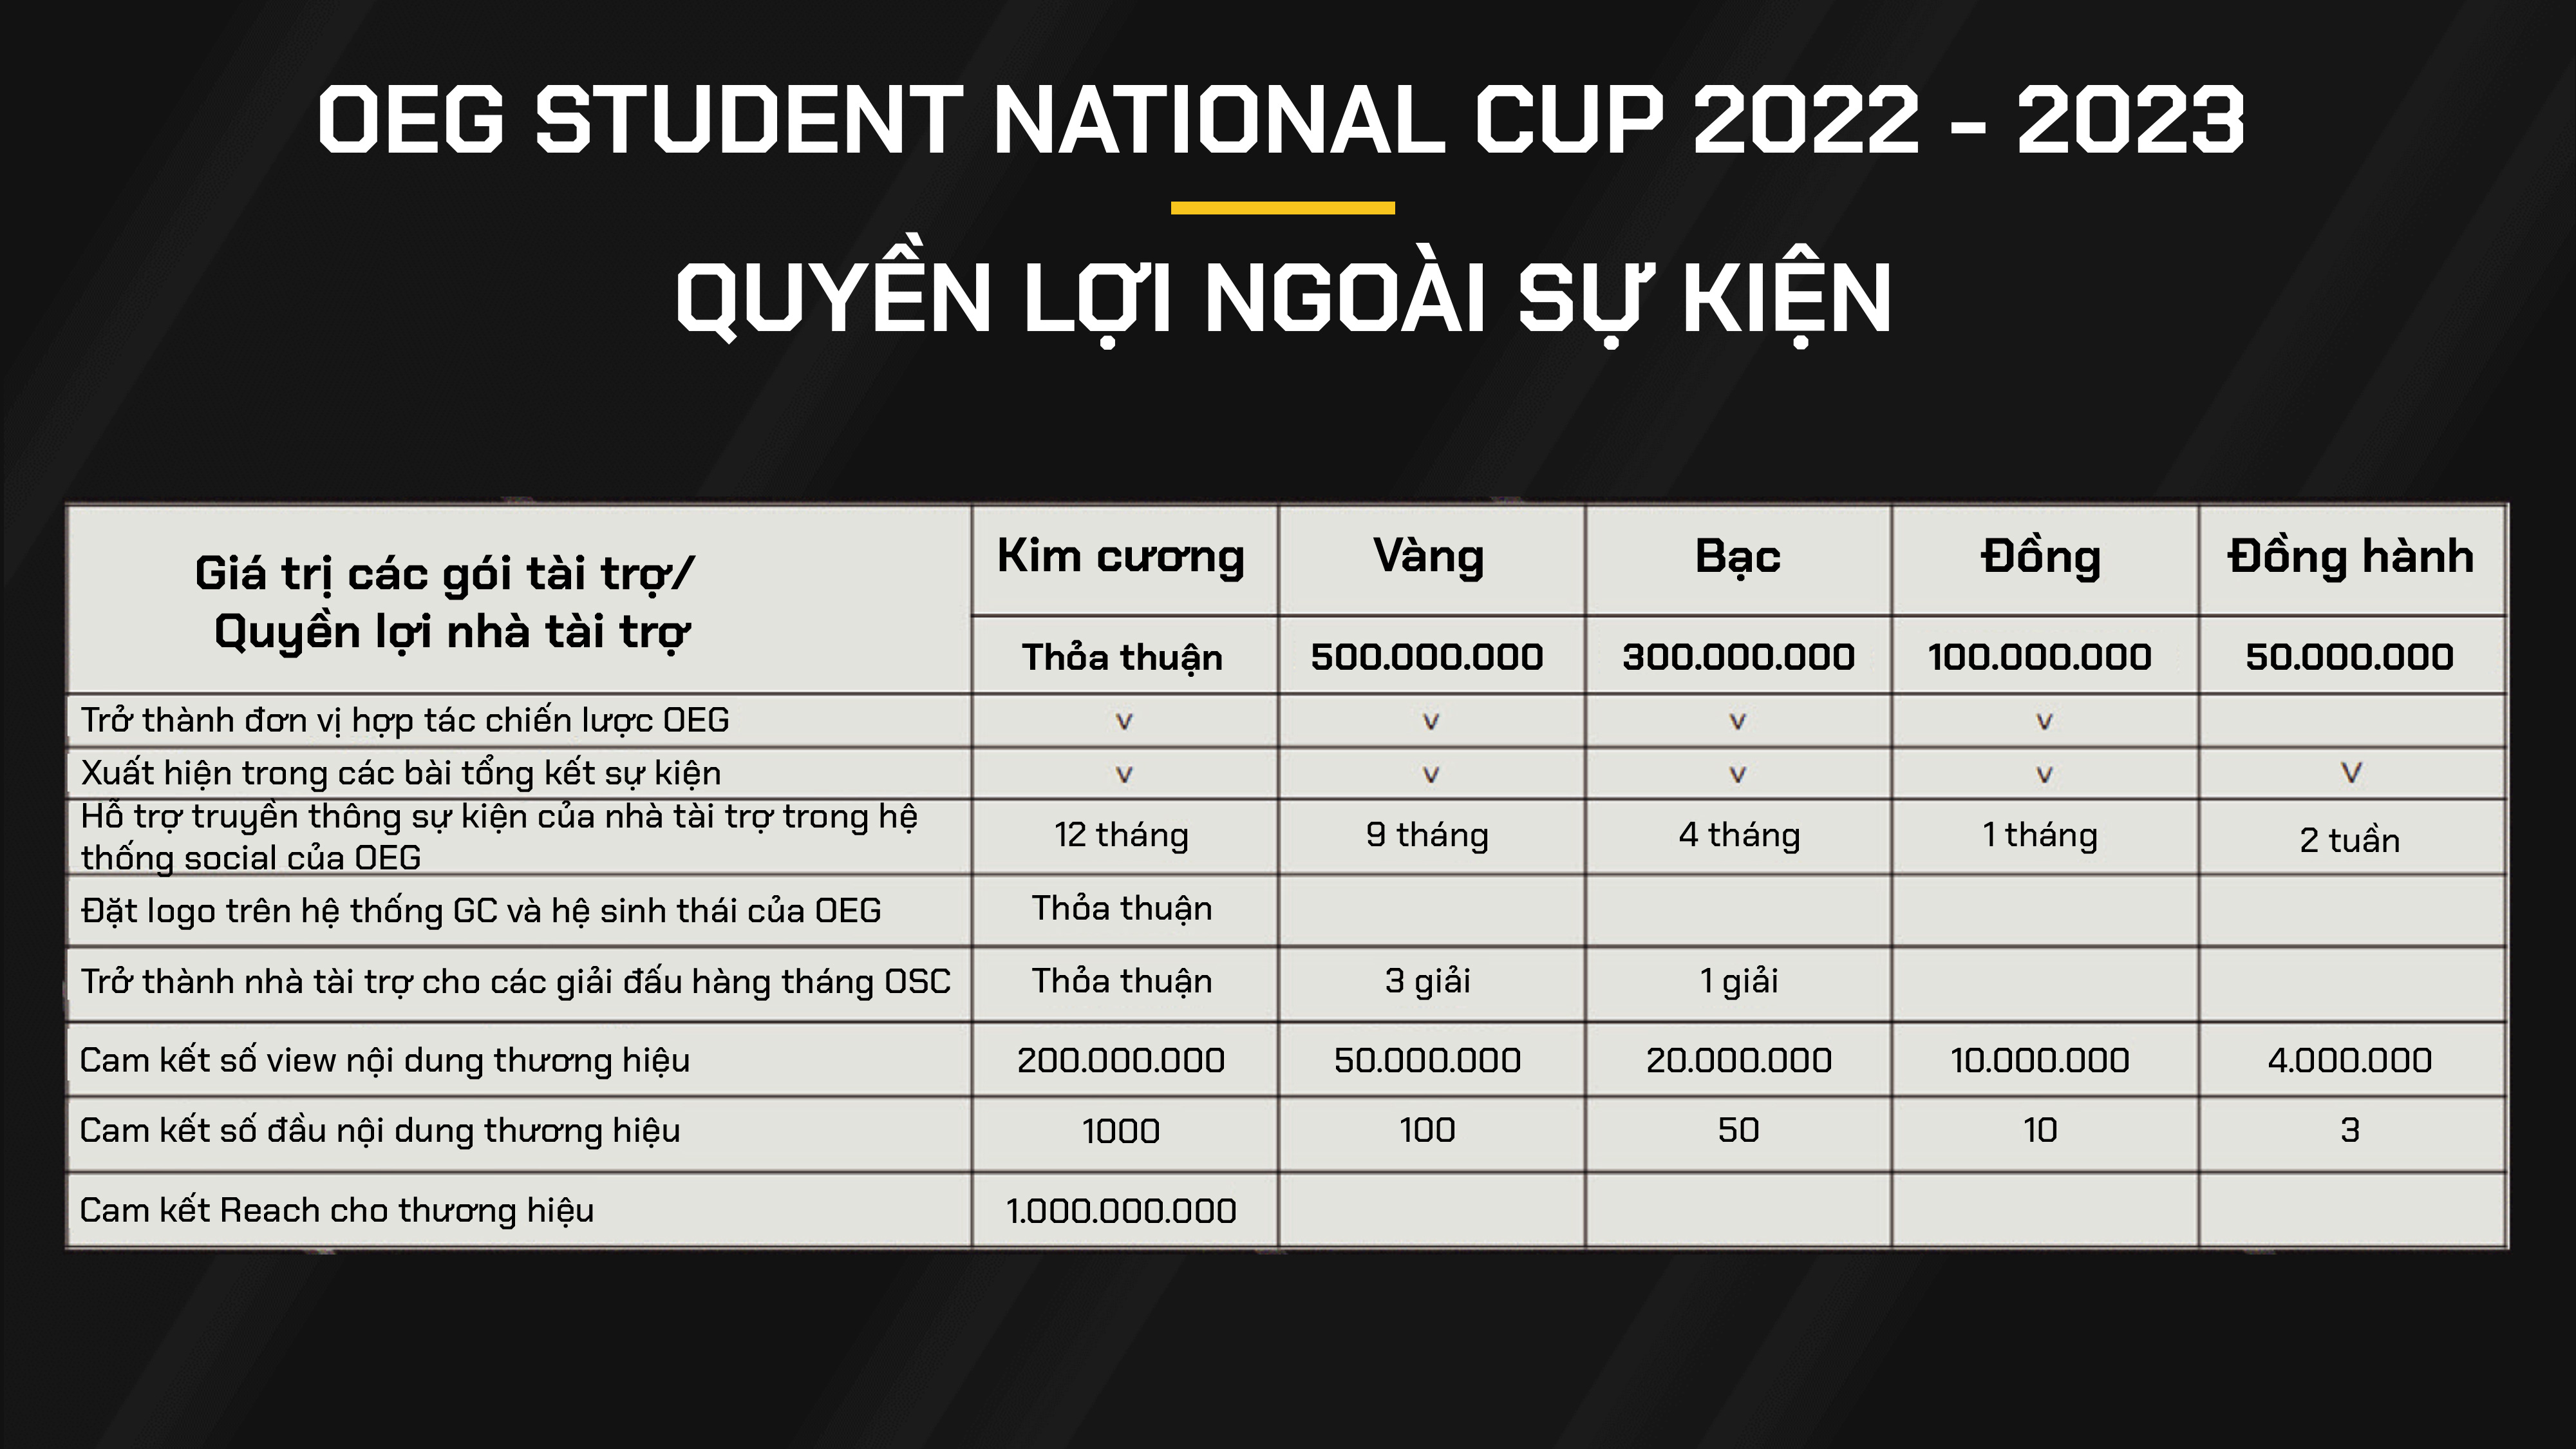 OEG STUDENT NATIONAL CUP 2022 - 2023
QUYỀN LỢI NGOÀI SỰ KIỆN
Giá trị các gói tài trợ/
Quyền lợi nhà tài trợ
Kim cương Vàng Bạc Đồng Đồng hành
Thỏa thuận 500.000.000 300.000.000 100.000.000 50.000.000
Trở thành đơn vị hợp tác chiến lược OEG v v v v
Xuất hiện trong các bài tổng kết sự kiện v v v v V
Hỗ trợ truyền thông sự kiện của nhà tài trợ trong hệ
thống social của OEG
12 tháng 9 tháng 4 tháng 1 tháng 2 tuần
Đặt logo trên hệ thống GC và hệ sinh thái của OEG Thỏa thuận
Trở thành nhà tài trợ cho các giải đấu hàng tháng OSC Thỏa thuận 3 giải 1 giải
Cam kết số view nội dung thương hiệu 200.000.000 50.000.000 20.000.000 10.000.000 4.000.000
Cam kết số đầu nội dung thương hiệu 1000 100 50 10 3
Cam kết Reach cho thương hiệu 1.000.000.000